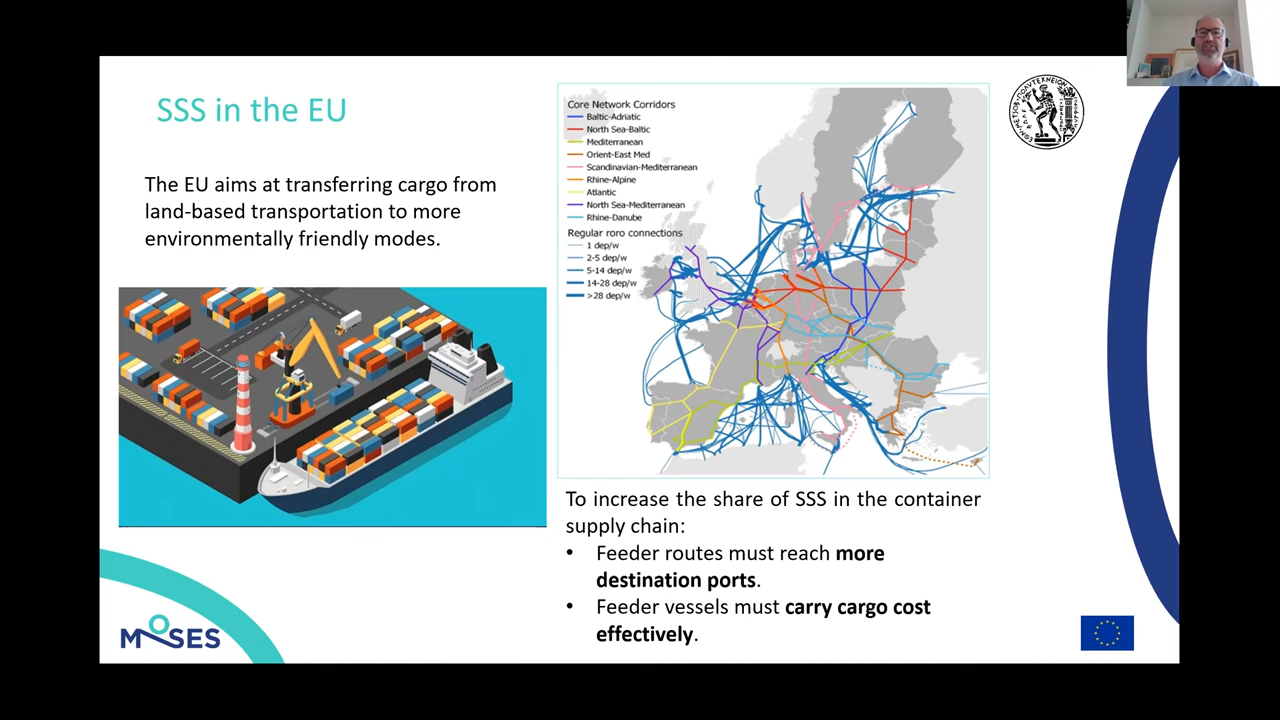 SSS in the EU
The EU aims at transferring cargo from
land-based transportation to more
environmentally friendly modes.
Core Network Corridors
Baltic-Adriatic
North Sea-Baltic
Mediterranean
Orient-East Med
Scandinavian-Mediterranean
Rhine-Alpine
Atlantic
North Sea-Mediterranean
Rhine-Danube
Regular roro connections
1 dep/w
2-5 dep/w
5-14 dep/w
14-28 dep/w
>28 dep/w
To increase the share of SSS in the container
supply chain:
• Feeder routes must reach more
destination ports.
• Feeder vessels must carry cargo cost
effectively.
MOSES